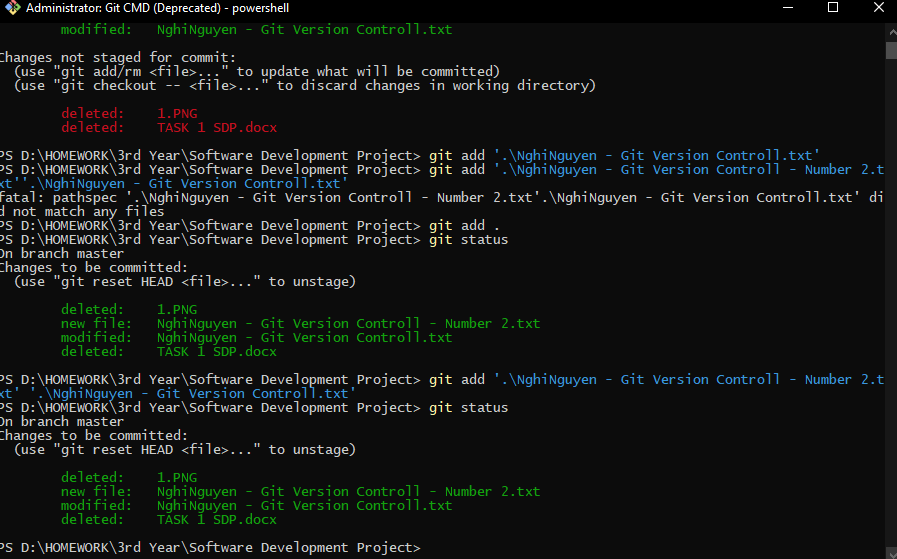 Administrator: Git CMD (Deprecated) - powershell
modified: NghiNguyen - Git Version Controll.txt
Changes not staged for commit:
(use "git add/rm <file>..." to update what will be committed)
(use "git checkout -- <file>..." to discard changes in working directory)
deleted: 1.PNG
deleted: TASK 1 SDP.docx
PS D:\HOMEWORK\3rd Year\Software Development Project> git add '.\NghiNguyen - Git Version Controll.txt'
PS D:\HOMEWORK\3rd Year\Software Development Project> git add '.\NghiNguyen - Git Version Controll - Number 2.t
xt''.\NghiNguyen - Git Version Controll.txt'
fatal: pathspec '.\NghiNguyen - Git Version Controll - Number 2.txt'.\NghiNguyen - Git Version Controll.txt' di
d not match any files
PS D:\HOMEWORK\3rd Year\Software Development Project> git add .
PS D:\HOMEWORK\3rd Year\Software Development Project> git status
On branch master
Changes to be committed:
(use "git reset HEAD <file>..." to unstage)
deleted: 1.PNG
new file: NghiNguyen - Git Version Controll - Number 2.txt
modified: NghiNguyen - Git Version Controll.txt
deleted: TASK 1 SDP.docx
PS D:\HOMEWORK\3rd Year\Software Development Project> git add '.\NghiNguyen - Git Version Controll - Number 2.t
xt' '.\NghiNguyen - Git Version Controll.txt'
PS D:\HOMEWORK\3rd Year\Software Development Project> git status
On branch master
Changes to be committed:
(use "git reset HEAD <file>..." to unstage)
deleted: 1.PNG
new file: NghiNguyen - Git Version Controll - Number 2.txt
modified: NghiNguyen - Git Version Controll.txt
deleted: TASK 1 SDP.docx
PS D:\HOMEWORK\3rd Year\Software Development Project>